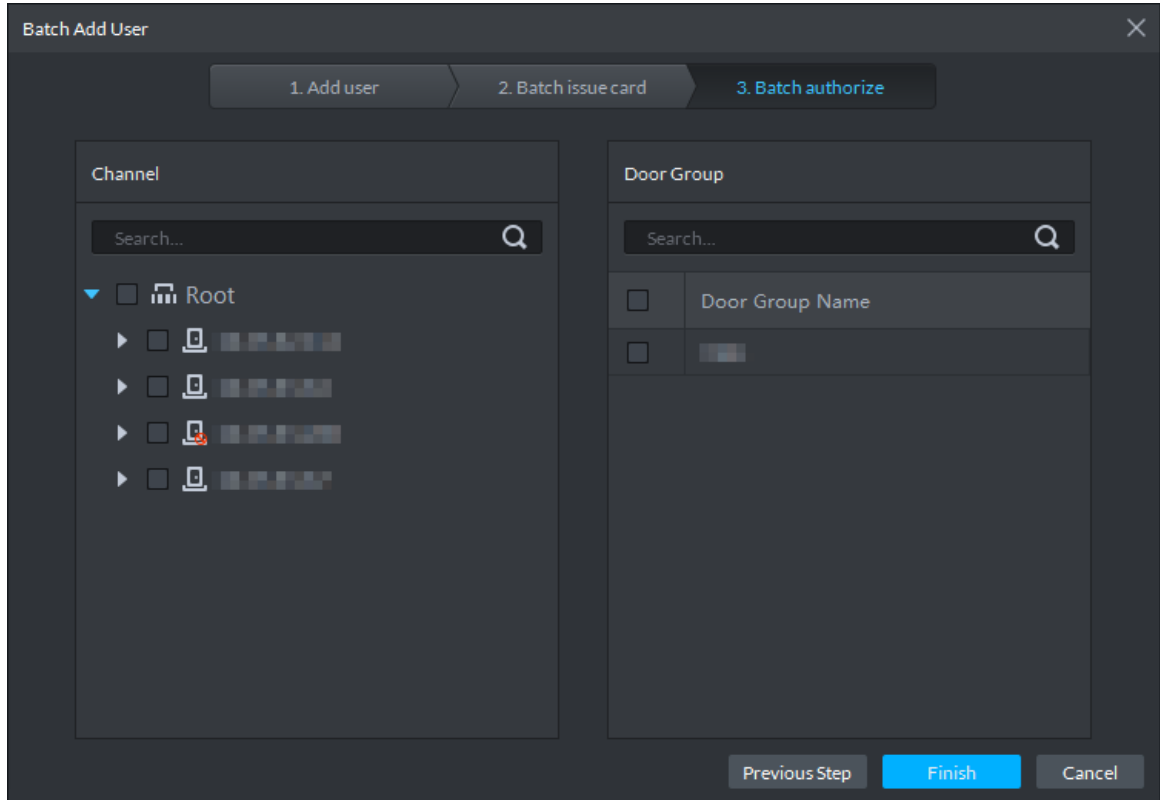 Batch Add User
1. Add user
2. Batch issue card
3. Batch authorize
Channel
Search...
Root
Door Group
Search...
Door Group Name
Previous Step
Finish
Cancel